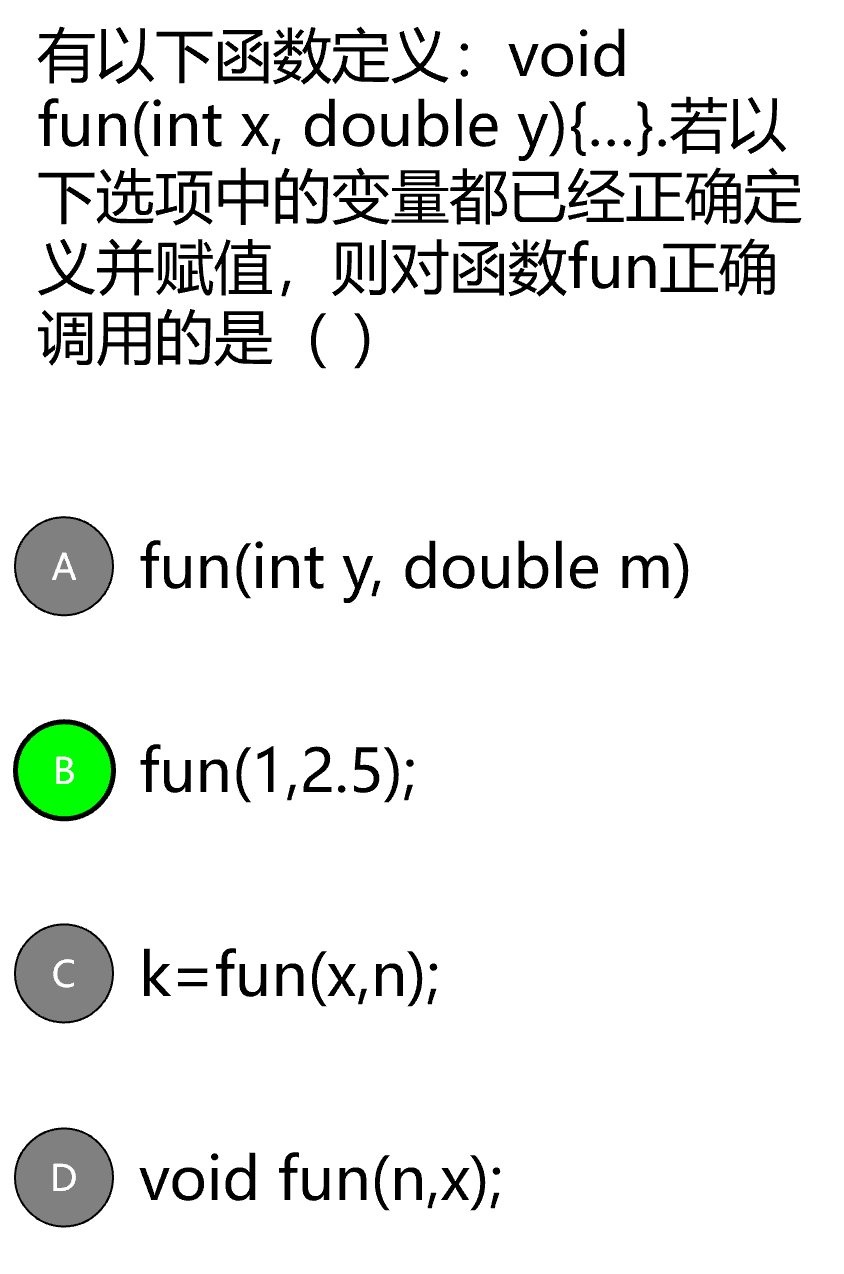 有以下函数定义：void
fun(int x, double y){...}.若以
下选项中的变量都已经正确定
义并赋值，则对函数fun正确
调用的是（ ）
A fun(int y, double m)
B fun(1,2.5);
C k=fun(x,n);
D void fun(n,x);